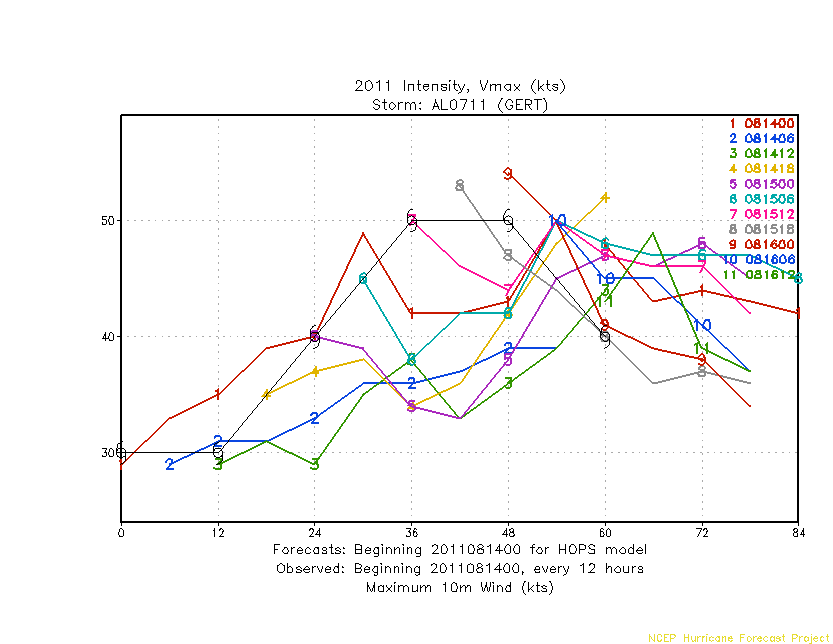 2011 Intensity, Vmax (kts)
Storm: AL0711 (GERT)
1 081400
2 081406
3 081412
4 081418
5 081500
6 081506
7 081512
8 081518
9 081600
10 081606
11 081612
50
40
30
0 12 24 36 48 60 72 84
Forecasts: Beginning 2011081400 for HOPS model
Observed: Beginning 2011081400, every 12 hours
Maximum 10m Wind (kts)
NCEP Hurricane Forecast Project